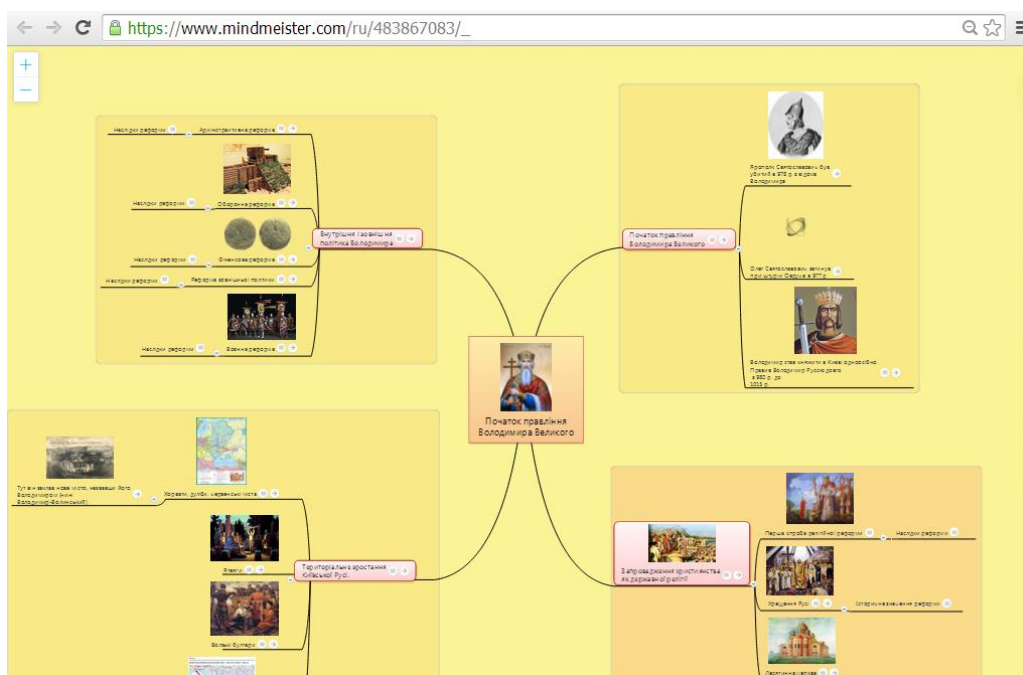 https://www.mindmeister.com/ru/483867083/_
Наслідки реформи
Адміністративна реформа
Наслідки реформи
Оборонна реформа
Наслідки реформи
Фінансова реформа
Наслідки реформи
Реформа зовнішньої політики
Наслідки реформи
Воєнна реформа
Внутрішня і зовнішня
політика Володимира
Ярополк Святославович був
убитий в 978 р. з відома
Володимира
Початок правління
Володимира Великого
Олег Святославович загинув
при штурмі Овруча в 977 р.
Володимир став княжити в Києві одноосібно.
Правив Володимир Руссю довго
з 980 р. до
1015 р.
Початок правління
Володимира Великого
Тут він заклав нове місто, назвавши його
Володимиром (нині
Володимир-Волинський)
Хорвати, дуліби, червенські міста
Ятвяги
Волзькі булгари
Територіальне зростання
Київської Русі.
Запровадження християнства
як державної релігії
Перша спроба релігійної реформи
Наслідки реформи
Хрещення Русі
Історичне значення реформи
Десятинна церква